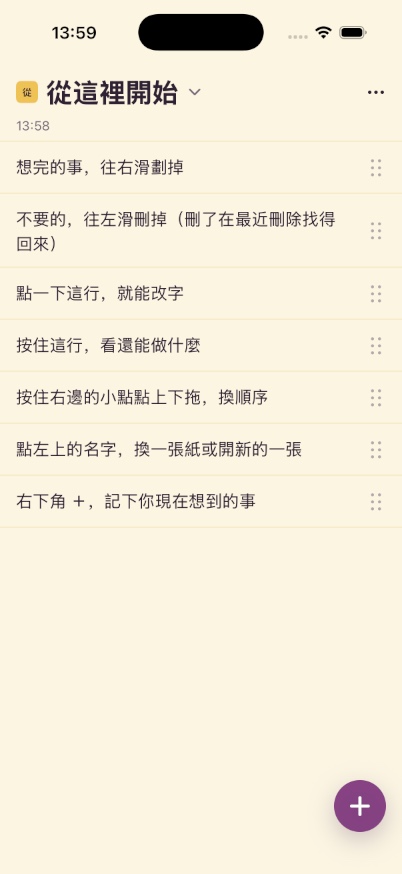 13:59
從 從這裡開始
13:58
想完的事，往右滑劃掉
不要的，往左滑刪掉（刪了在最近刪除找得
回來）
點一下這行，就能改字
按住這行，看還能做什麼
按住右邊的小點點上下拖，換順序
點左上的名字，換一張紙或開新的一張
右下角 ＋，記下你現在想到的事